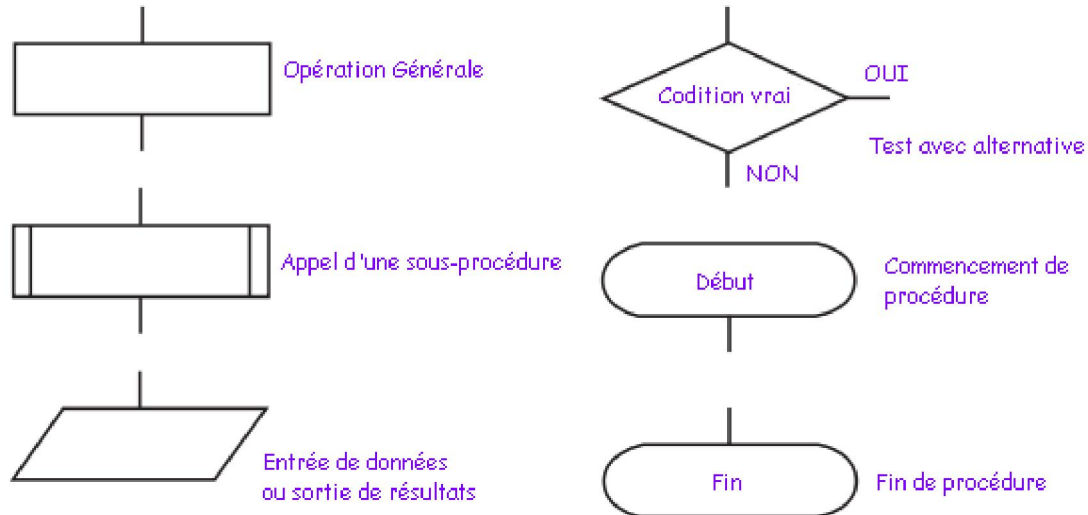 Opération Générale
Codition vrai
OUI
Test avec alternative
NON
Appel d'une sous-procédure
Début
Commencement de
procédure
Entrée de données
ou sortie de résultats
Fin
Fin de procédure